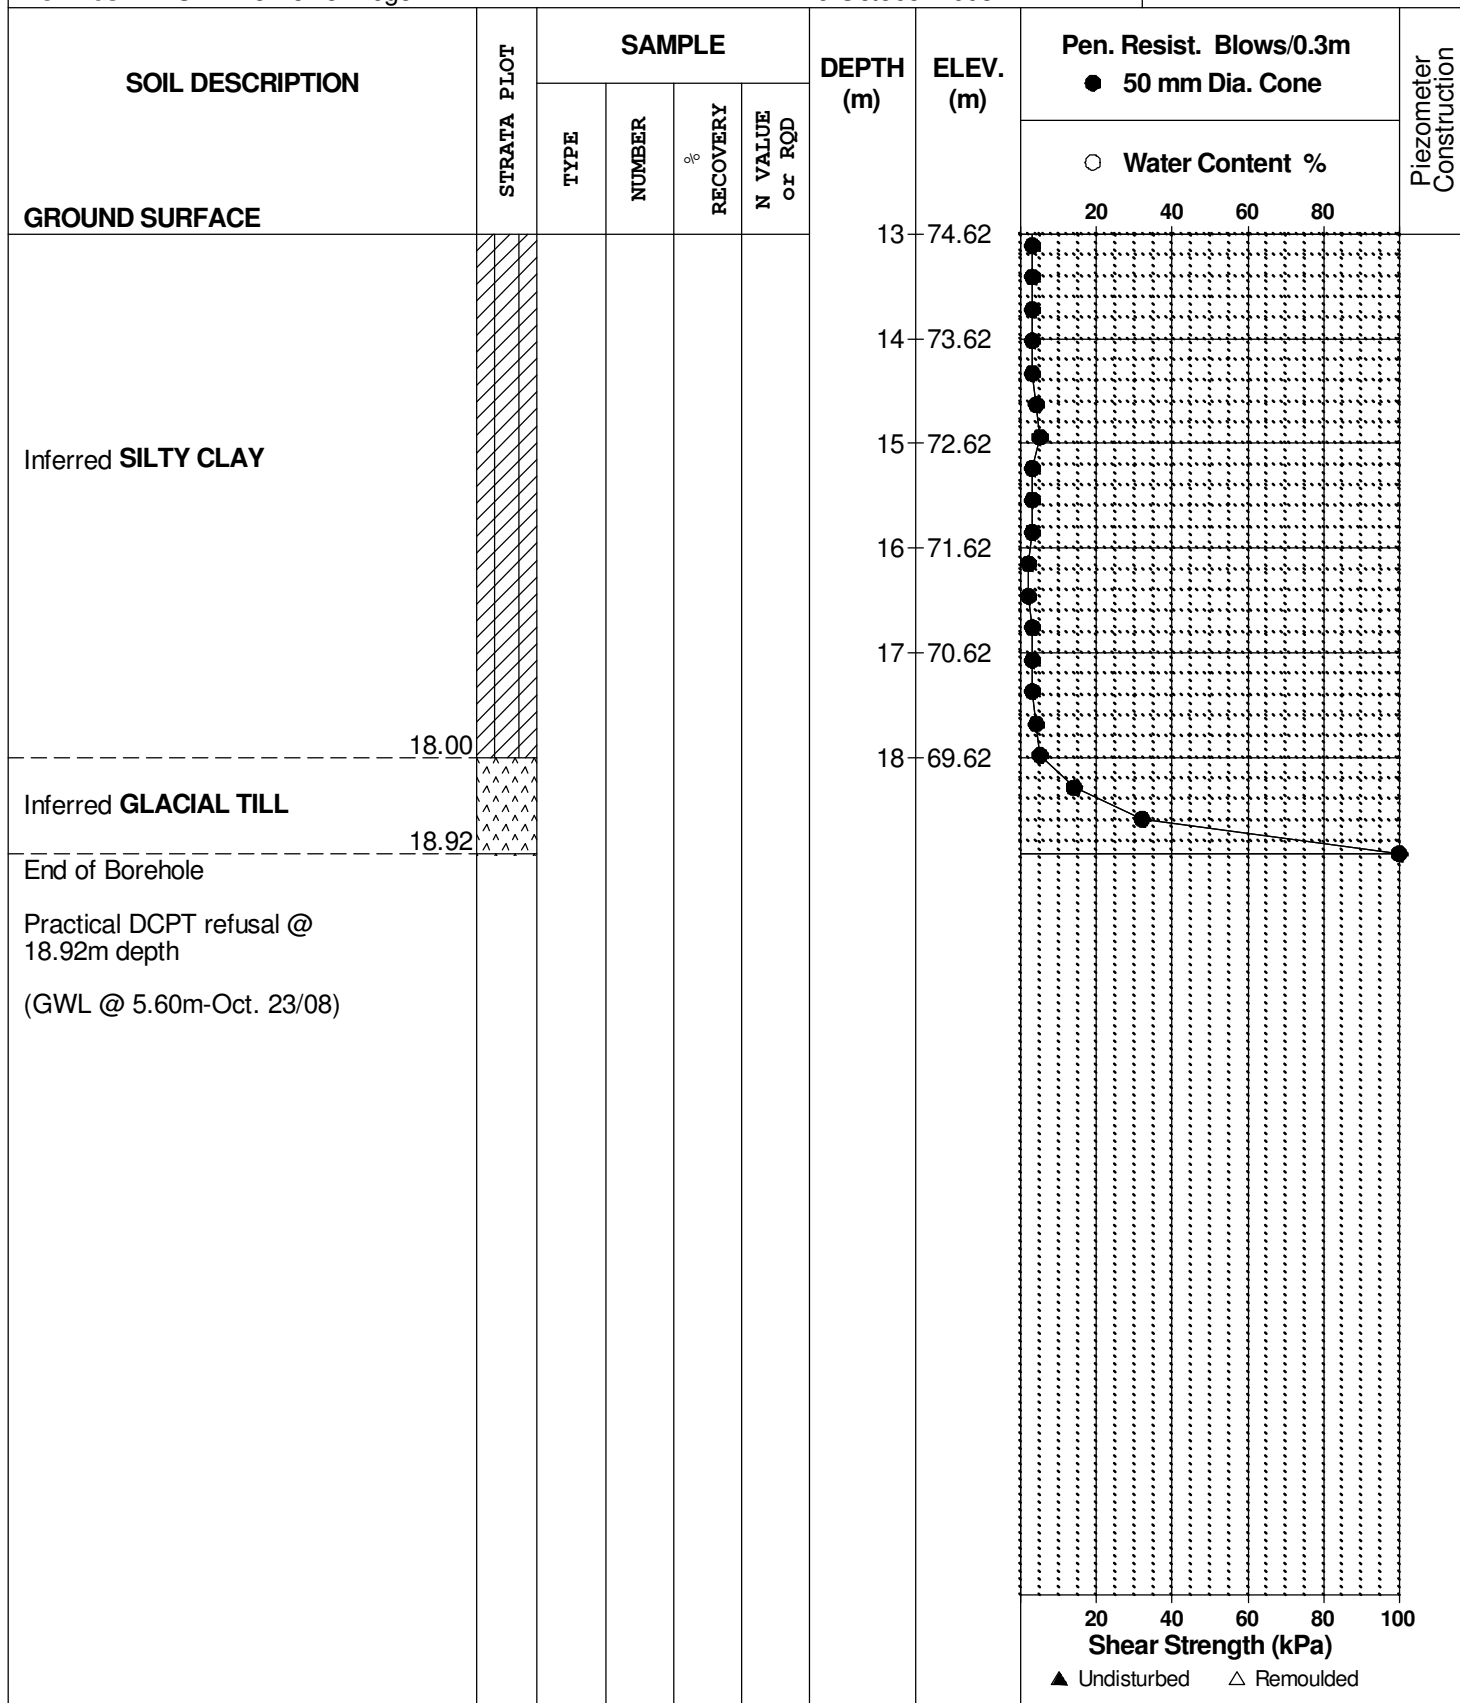 SOIL DESCRIPTION
GROUND SURFACE
STRATA PLOT
SAMPLE
TYPE
NUMBER
% RECOVERY
N VALUE or RQD
DEPTH (m)
ELEV. (m)
Pen. Resist. Blows/0.3m
● 50 mm Dia. Cone
○ Water Content %
20 40 60 80
Piezometer Construction
13 74.62
14 73.62
15 72.62
Inferred SILTY CLAY
16 71.62
17 70.62
18.00
18 69.62
Inferred GLACIAL TILL
18.92
End of Borehole
Practical DCPT refusal @
18.92m depth
(GWL @ 5.60m-Oct. 23/08)
20 40 60 80 100
Shear Strength (kPa)
▲ Undisturbed △ Remoulded